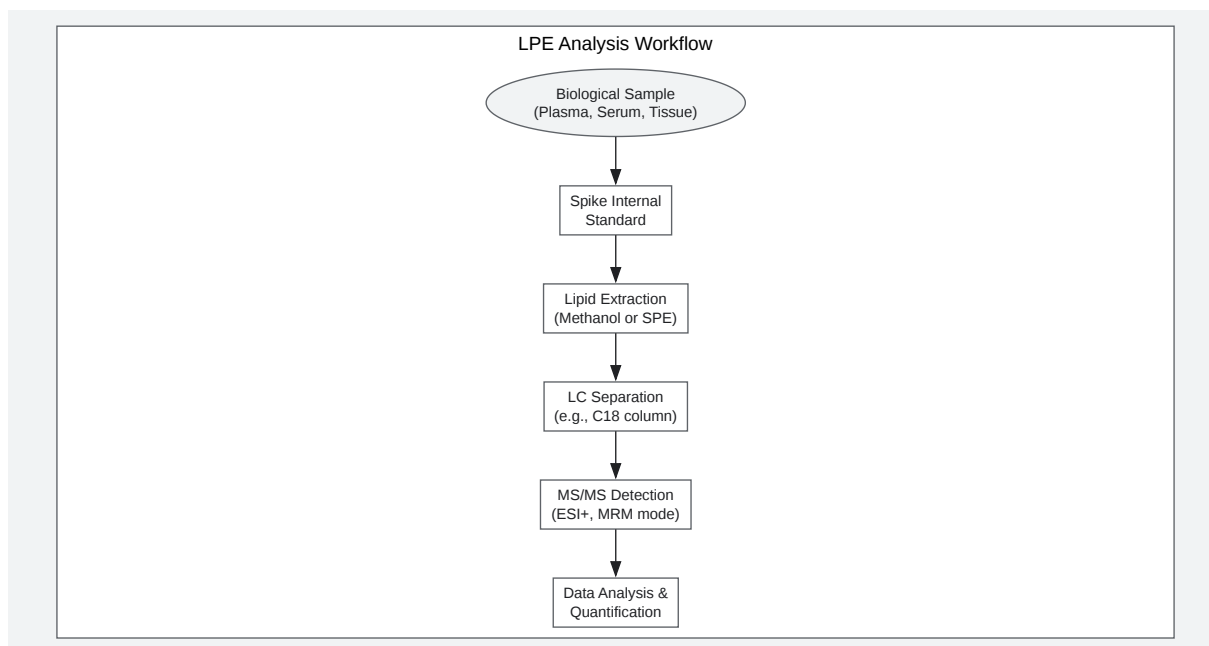 LPE Analysis Workflow
Biological Sample
(Plasma, Serum, Tissue)
Spike Internal
Standard
Lipid Extraction
(Methanol or SPE)
LC Separation
(e.g., C18 column)
MS/MS Detection
(ESI+, MRM mode)
Data Analysis &
Quantification